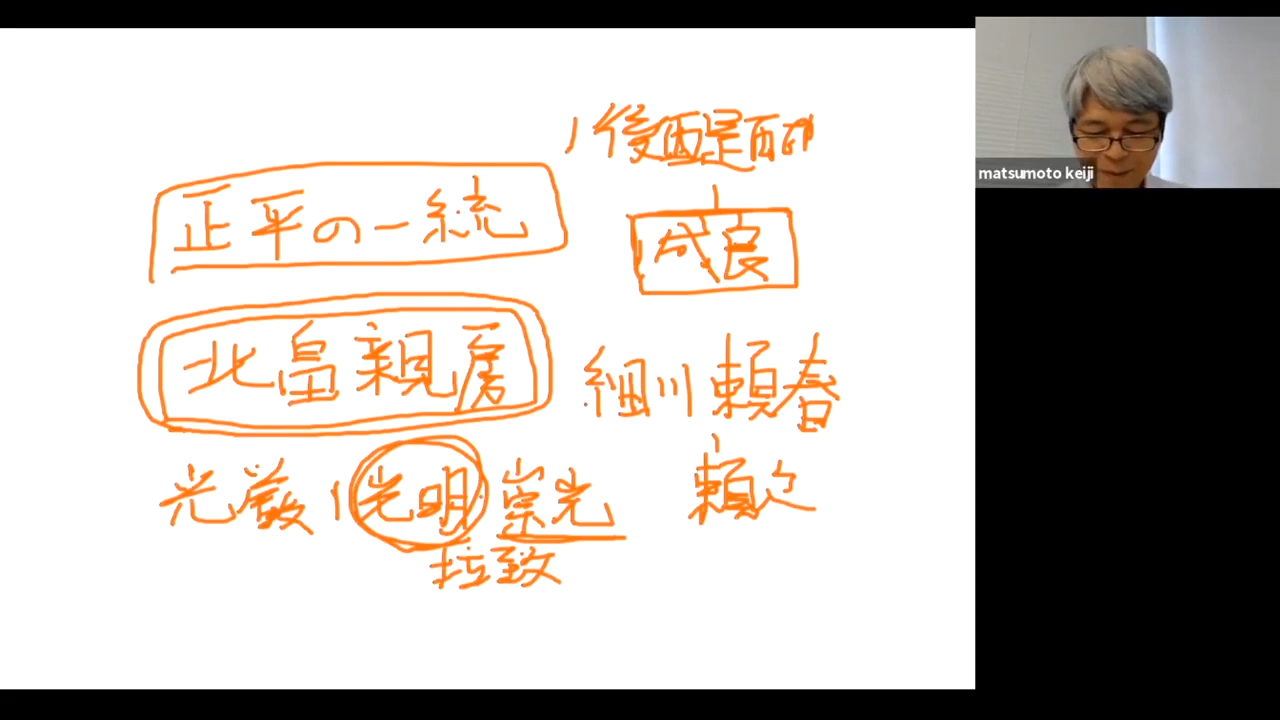 後醍醐
正平の一統
成良
北畠親房
細川頼春
光厳 光明 崇光
頼之
拉致
matsumoto keiji